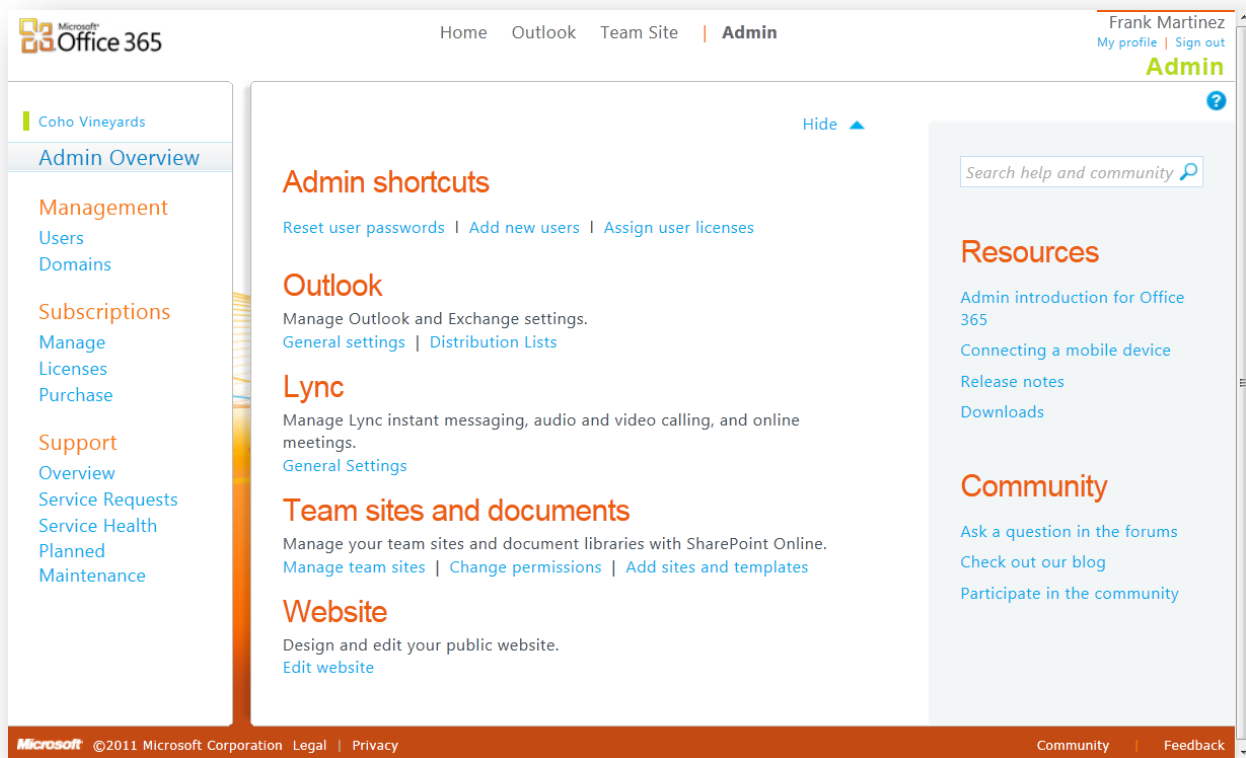 Microsoft
Office 365
Home Outlook Team Site | Admin
Frank Martinez
My profile | Sign out
Admin
?
Coho Vineyards
Admin Overview
Management
Users
Domains
Subscriptions
Manage
Licenses
Purchase
Support
Overview
Service Requests
Service Health
Planned
Maintenance
Hide
Admin shortcuts
Reset user passwords | Add new users | Assign user licenses
Outlook
Manage Outlook and Exchange settings.
General settings | Distribution Lists
Lync
Manage Lync instant messaging, audio and video calling, and online
meetings.
General Settings
Team sites and documents
Manage your team sites and document libraries with SharePoint Online.
Manage team sites | Change permissions | Add sites and templates
Website
Design and edit your public website.
Edit website
Search help and community
Resources
Admin introduction for Office
365
Connecting a mobile device
Release notes
Downloads
Community
Ask a question in the forums
Check out our blog
Participate in the community
Microsoft ©2011 Microsoft Corporation Legal | Privacy
Community | Feedback